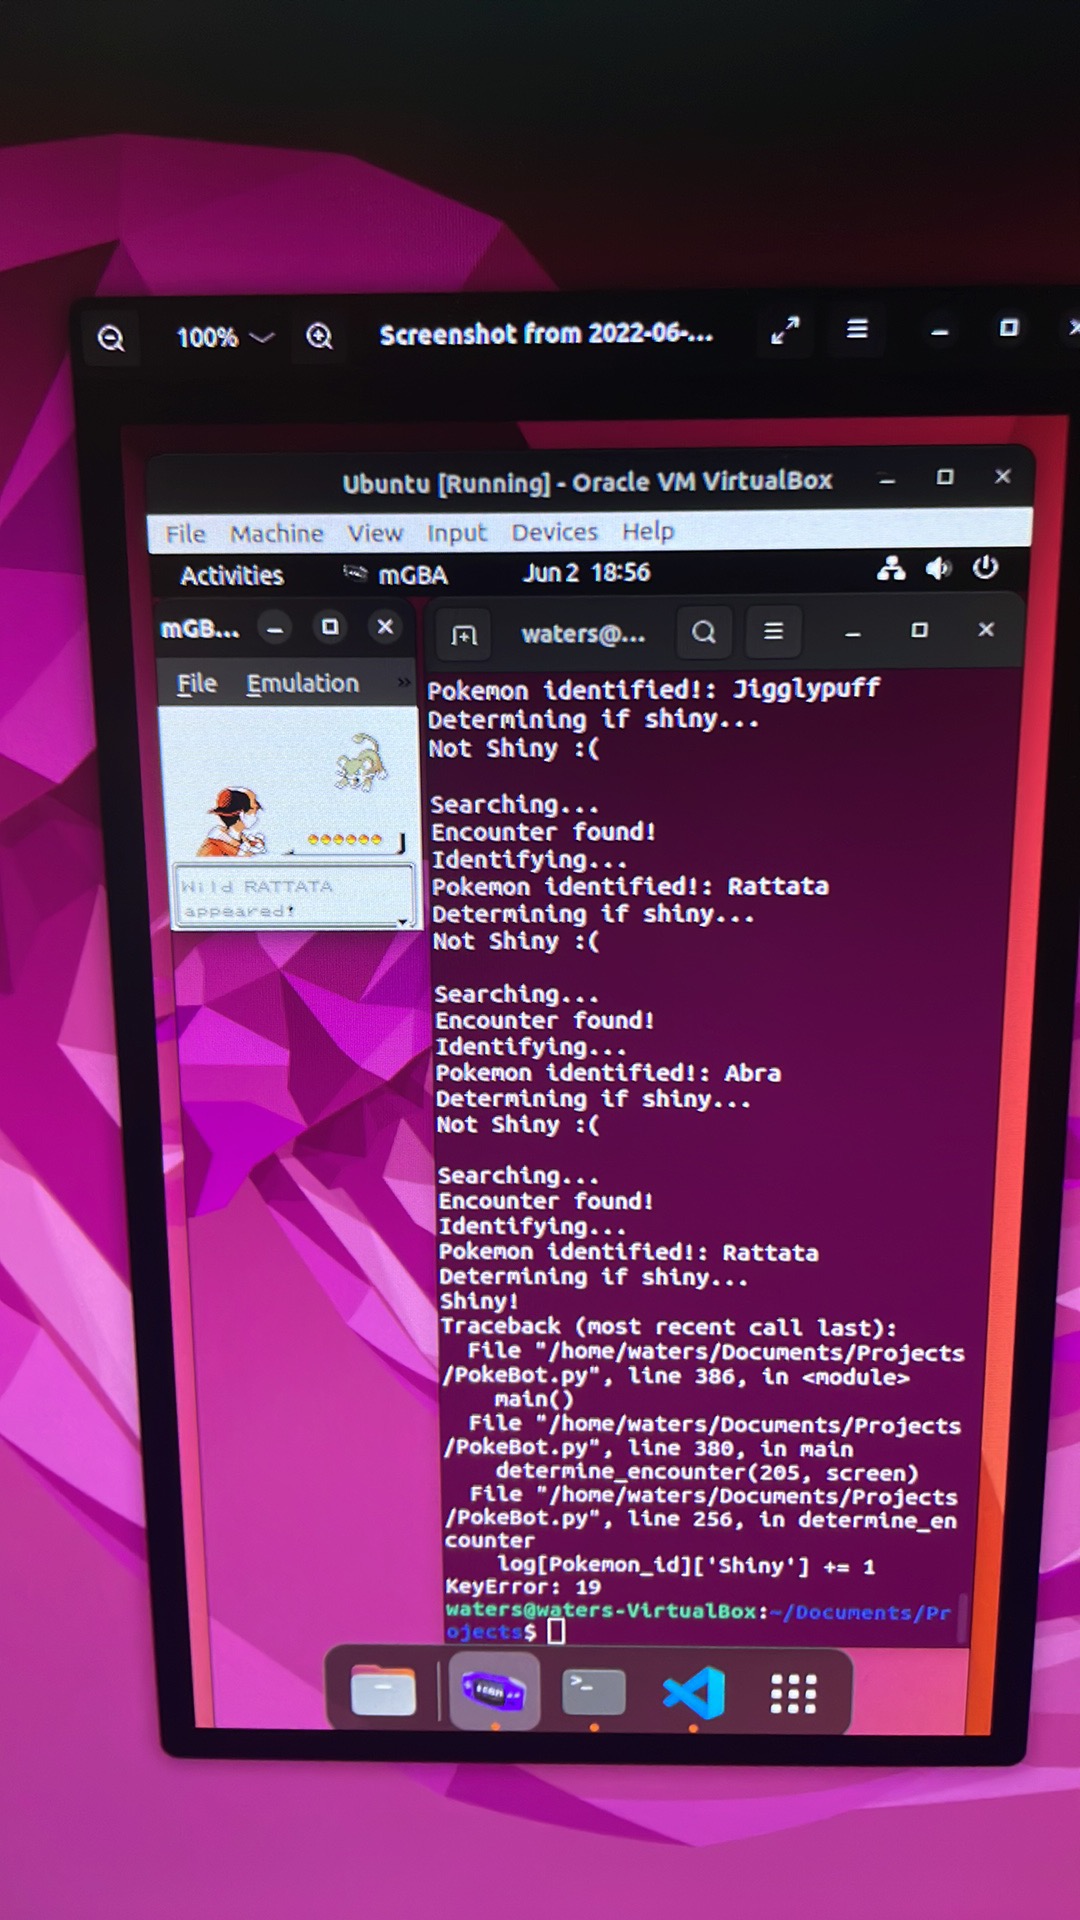 100%
Screenshot from 2022-06-...
Ubuntu [Running] - Oracle VM VirtualBox
File Machine View Input Devices Help
Activities mGBA Jun 2 18:56
mGB...
File Emulation »
Wild RATTATA
appeared!
waters@...
Pokemon identified!: Jigglypuff
Determining if shiny...
Not Shiny :(
Searching...
Encounter found!
Identifying...
Pokemon identified!: Rattata
Determining if shiny...
Not Shiny :(
Searching...
Encounter found!
Identifying...
Pokemon identified!: Abra
Determining if shiny...
Not Shiny :(
Searching...
Encounter found!
Identifying...
Pokemon identified!: Rattata
Determining if shiny...
Shiny!
Traceback (most recent call last):
File "/home/waters/Documents/Projects
/PokeBot.py", line 386, in <module>
main()
File "/home/waters/Documents/Projects
/PokeBot.py", line 380, in main
determine_encounter(205, screen)
File "/home/waters/Documents/Projects
/PokeBot.py", line 256, in determine_en
counter
log[Pokemon_id]['Shiny'] += 1
KeyError: 19
waters@waters-VirtualBox:~/Documents/Pr
ojects$